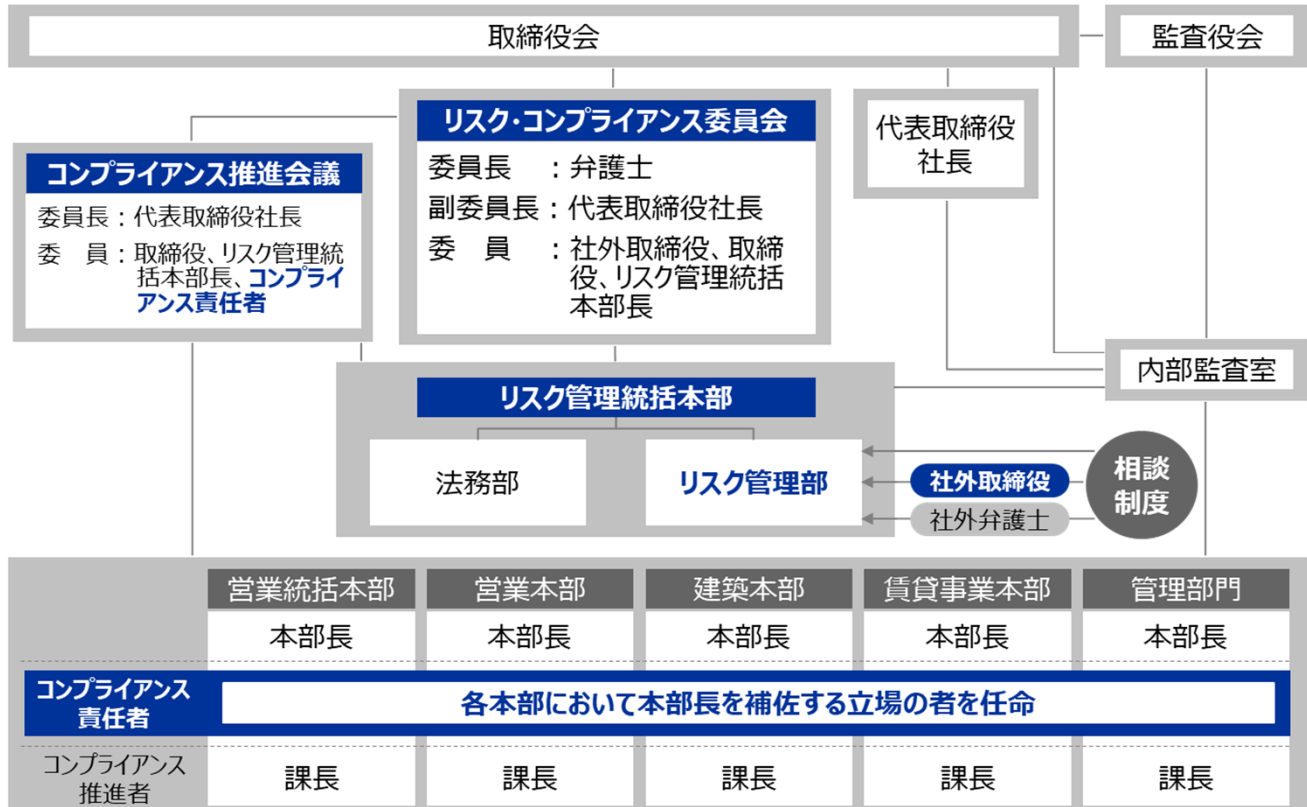 取締役会
監査役会
リスク・コンプライアンス委員会
委員長　：弁護士
副委員長：代表取締役社長
委　員　：社外取締役、取締
役、リスク管理統括
本部長
代表取締役
社長
コンプライアンス推進会議
委員長：代表取締役社長
委　員：取締役、リスク管理統
括本部長、コンプライ
アンス責任者
内部監査室
リスク管理統括本部
法務部
リスク管理部
社外取締役
社外弁護士
相談
制度
営業統括本部
営業本部
建築本部
賃貸事業本部
管理部門
本部長
本部長
本部長
本部長
本部長
コンプライアンス
責任者
各本部において本部長を補佐する立場の者を任命
コンプライアンス
推進者
課長
課長
課長
課長
課長